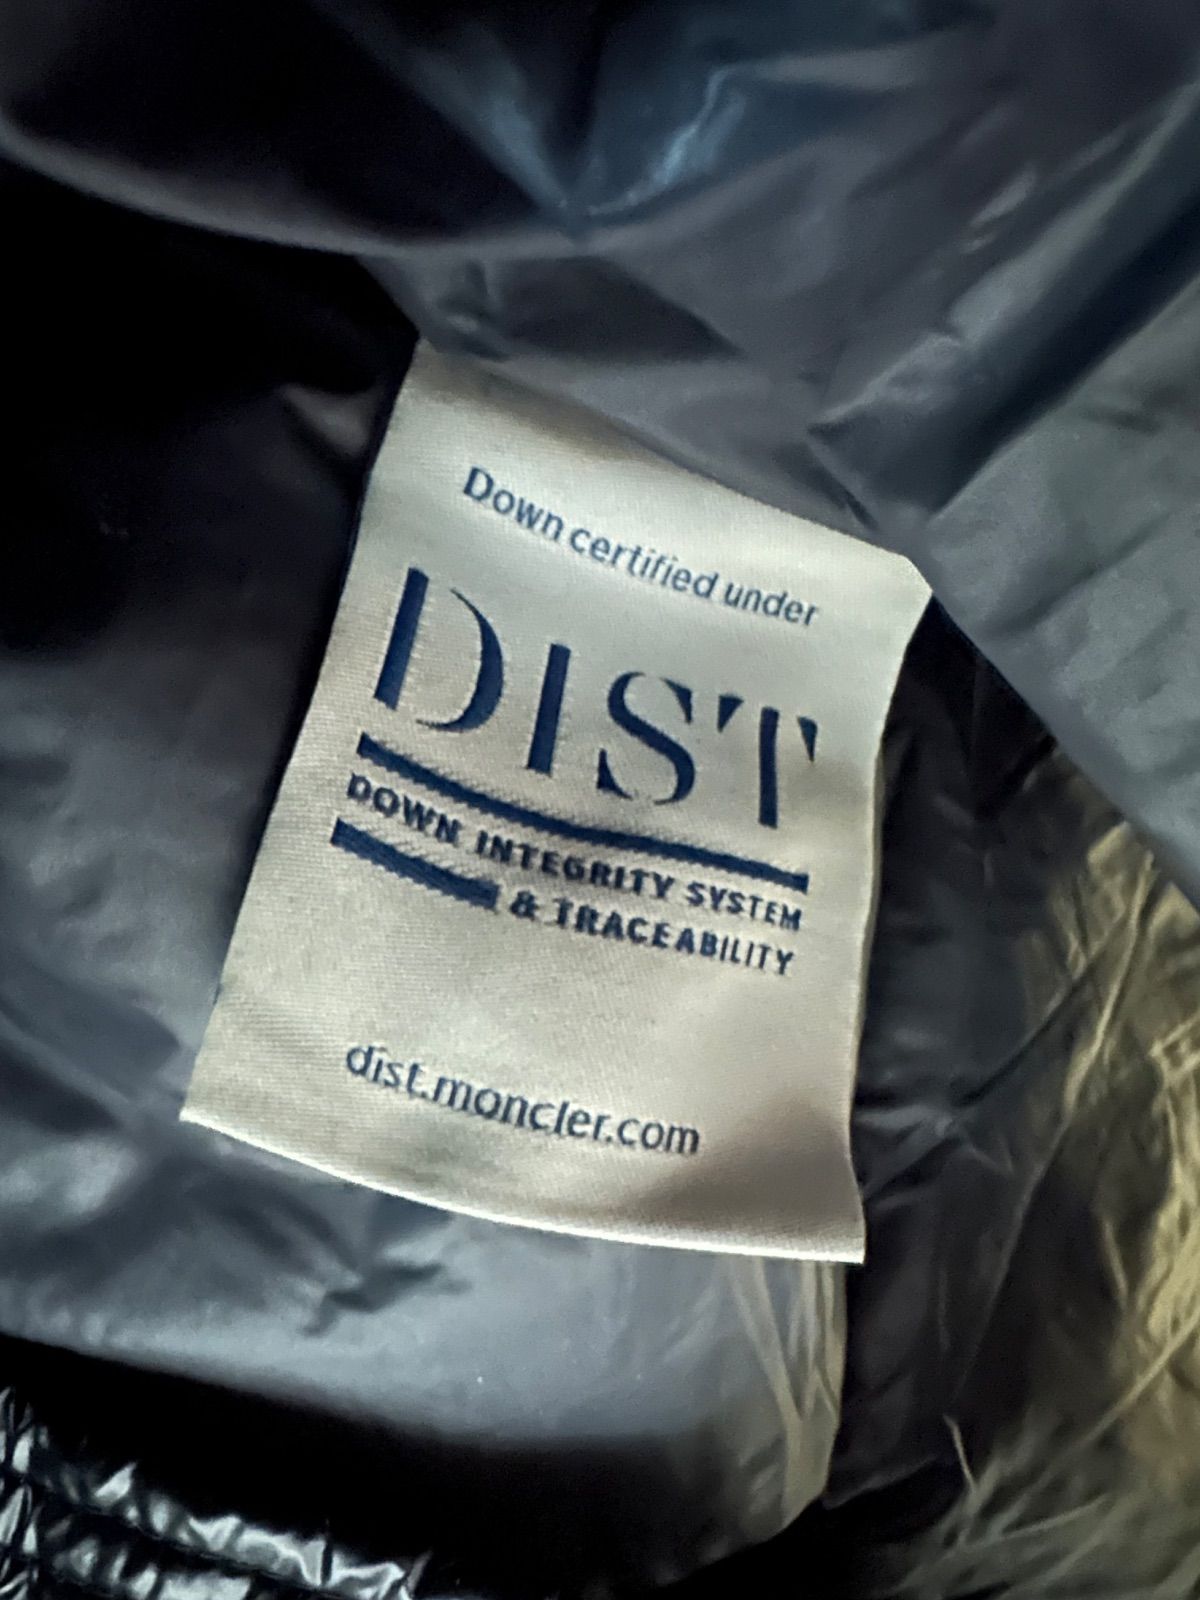 Down certified under
DIST
DOWN INTEGRITY SYSTEM
& TRACEABILITY
dist.moncler.com